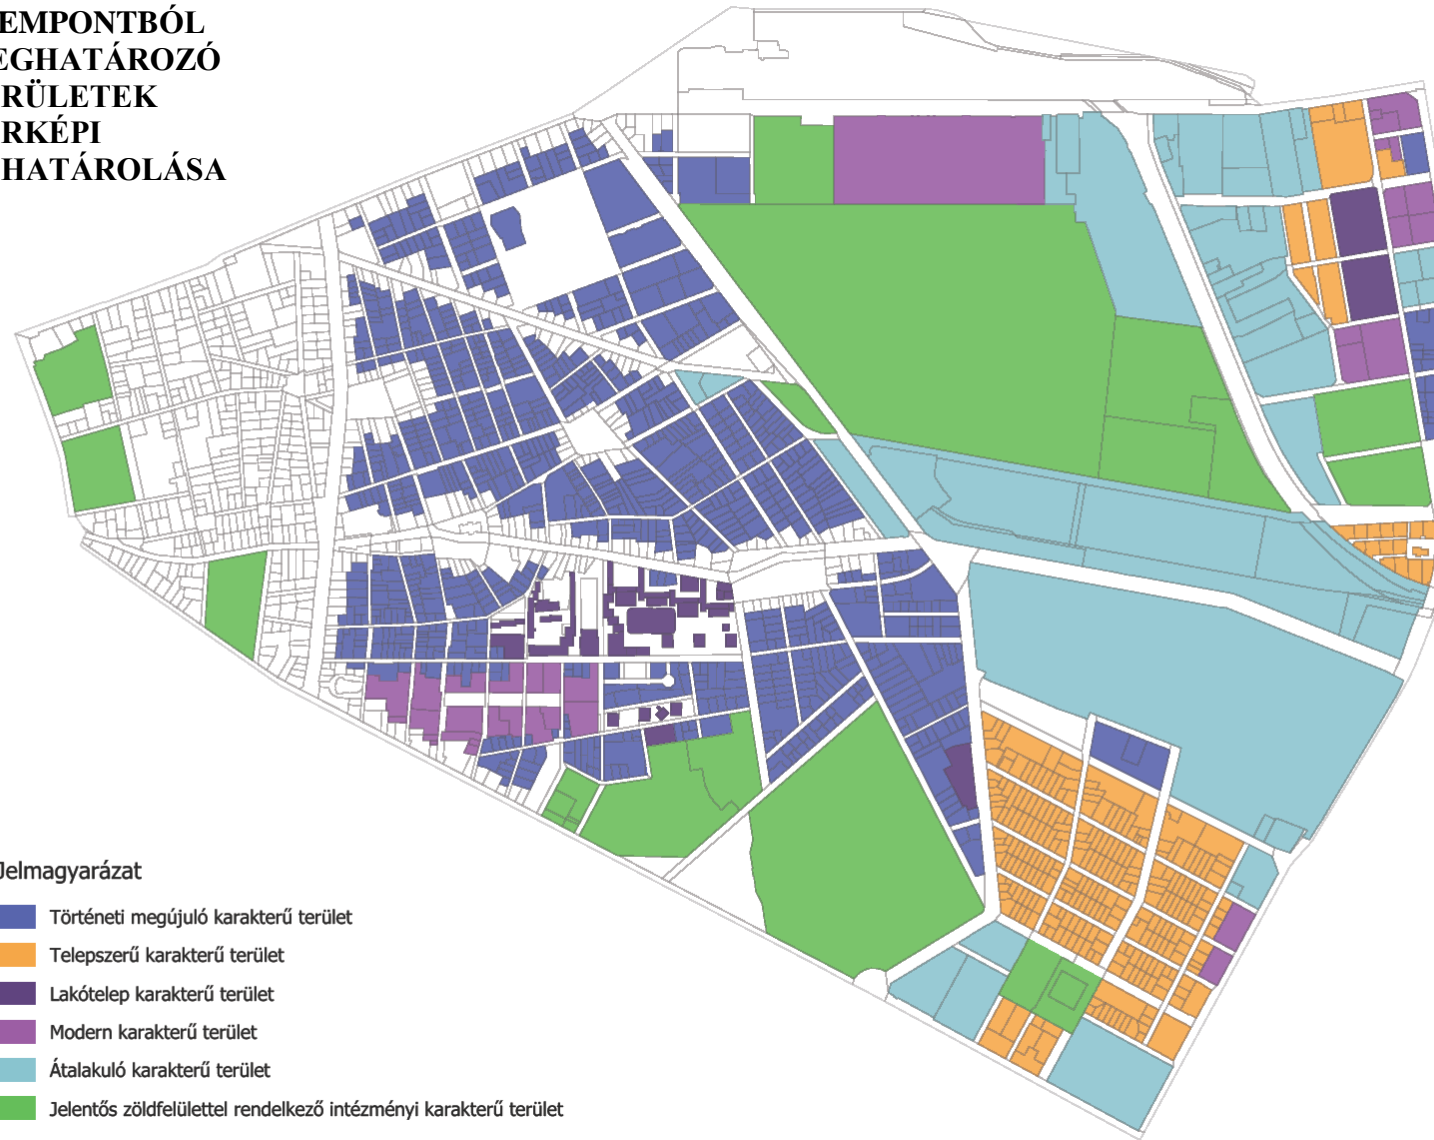 EMPONTBÓL
EGHATÁROZÓ
RÜLETEK
RKÉPI
HATÁROLÁSA
Jelmagyarázat
Történeti megújuló karakterű terület
Telepszerű karakterű terület
Lakótelep karakterű terület
Modern karakterű terület
Átalakuló karakterű terület
Jelentős zöldfelülettel rendelkező intézményi karakterű terület